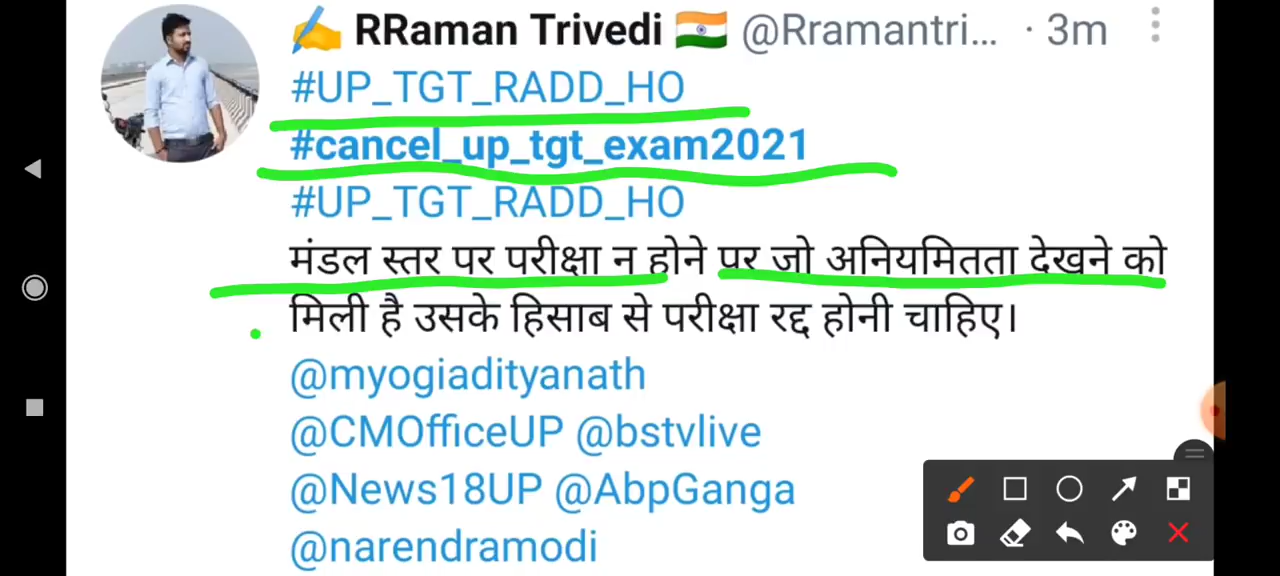 ✍ RRaman Trivedi 🇮🇳 @Rramantri... · 3m
#UP_TGT_RADD_HO
#cancel_up_tgt_exam2021
#UP_TGT_RADD_HO
मंडल स्तर पर परीक्षा न होने पर जो अनियमितता देखने को
मिली है उसके हिसाब से परीक्षा रद्द होनी चाहिए।
@myogiadityanath
@CMOfficeUP @bstvlive
@News18UP @AbpGanga
@narendramodi